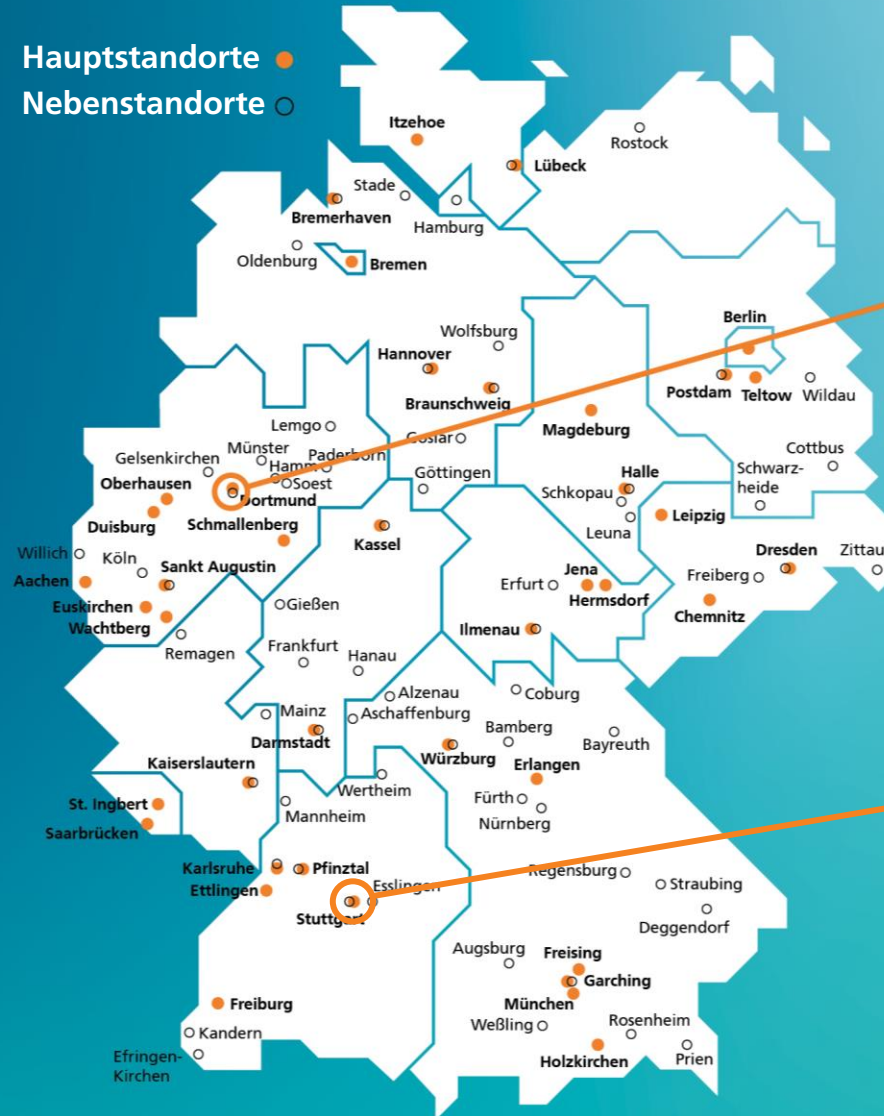 Hauptstandorte
Nebenstandorte
Itzehoe
Rostock
Lübeck
Stade
Bremerhaven
Hamburg
Oldenburg
Bremen
Berlin
Wolfsburg
Hannover
Postdam
Teltow
Wildau
Braunschweig
Magdeburg
Lemgo
Goslar
Münster
Paderborn
Cottbus
Gelsenkirchen
Hamm
Göttingen
Halle
Schwarz-
heide
Oberhausen
Soest
Schkopau
Dortmund
Duisburg
Schmallenberg
Leipzig
Leuna
Kassel
Willich
Köln
Dresden
Zittau
Sankt Augustin
Jena
Aachen
Erfurt
Freiberg
Hermsdorf
Euskirchen
Gießen
Chemnitz
Wachtberg
Ilmenau
Remagen
Frankfurt
Hanau
Alzenau
Coburg
Mainz
Aschaffenburg
Bamberg
Darmstadt
Bayreuth
Würzburg
Kaiserslautern
Erlangen
Wertheim
St. Ingbert
Fürth
Mannheim
Nürnberg
Saarbrücken
Karlsruhe
Pfinztal
Regensburg
Ettlingen
Esslingen
Straubing
Stuttgart
Deggendorf
Augsburg
Freising
Garching
Freiburg
München
Weßling
Rosenheim
Kandern
Efringen-
Kirchen
Holzkirchen
Prien